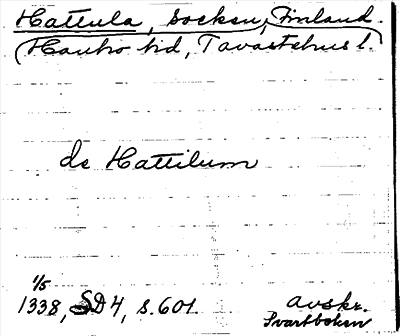 Hattula, socken, Finland.
(Hauho hd, Tavastehus l.)
de Hattilum
1/5
1338, SD 4, s. 601.
avskr.
Svartboken